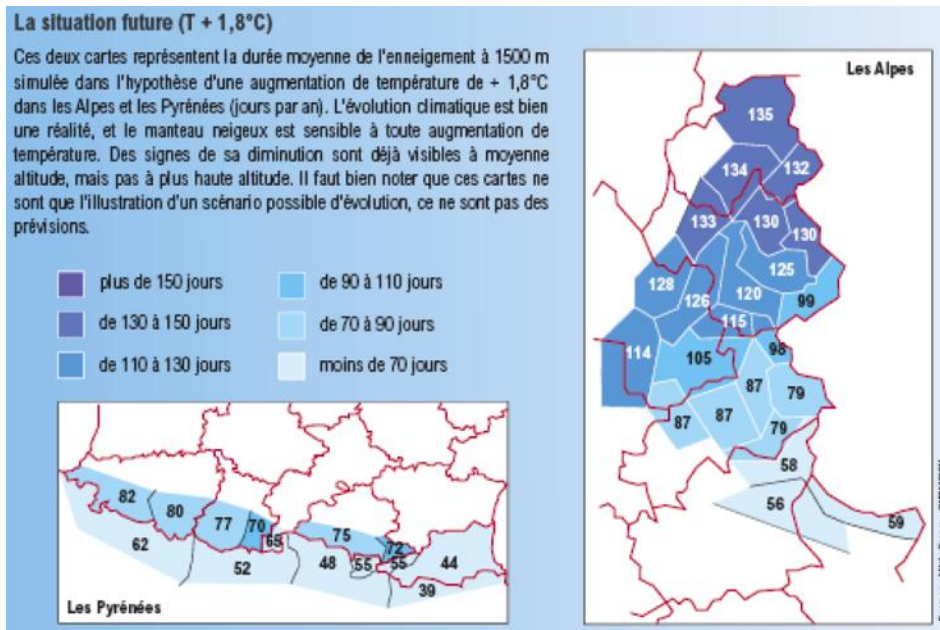 La situation future (T + 1,8°C)
Ces deux cartes représentent la durée moyenne de l'enneigement à 1500 m
simulée dans l'hypothèse d'une augmentation de température de + 1,8°C
dans les Alpes et les Pyrénées (jours par an). L'évolution climatique est bien
une réalité, et le manteau neigeux est sensible à toute augmentation de
température. Des signes de sa diminution sont déjà visibles à moyenne
altitude, mais pas à plus haute altitude. Il faut bien noter que ces cartes ne
sont que l'illustration d'un scénario possible d'évolution, ce ne sont pas des
prévisions.
plus de 150 jours
de 130 à 150 jours
de 110 à 130 jours
de 90 à 110 jours
de 70 à 90 jours
moins de 70 jours
82
80
77
70
65
75
72
62
52
48
55
55
44
39
Les Pyrénées
Les Alpes
135
134
132
133
130
130
125
128
126
120
99
115
114
105
98
87
79
87
87
79
58
56
59